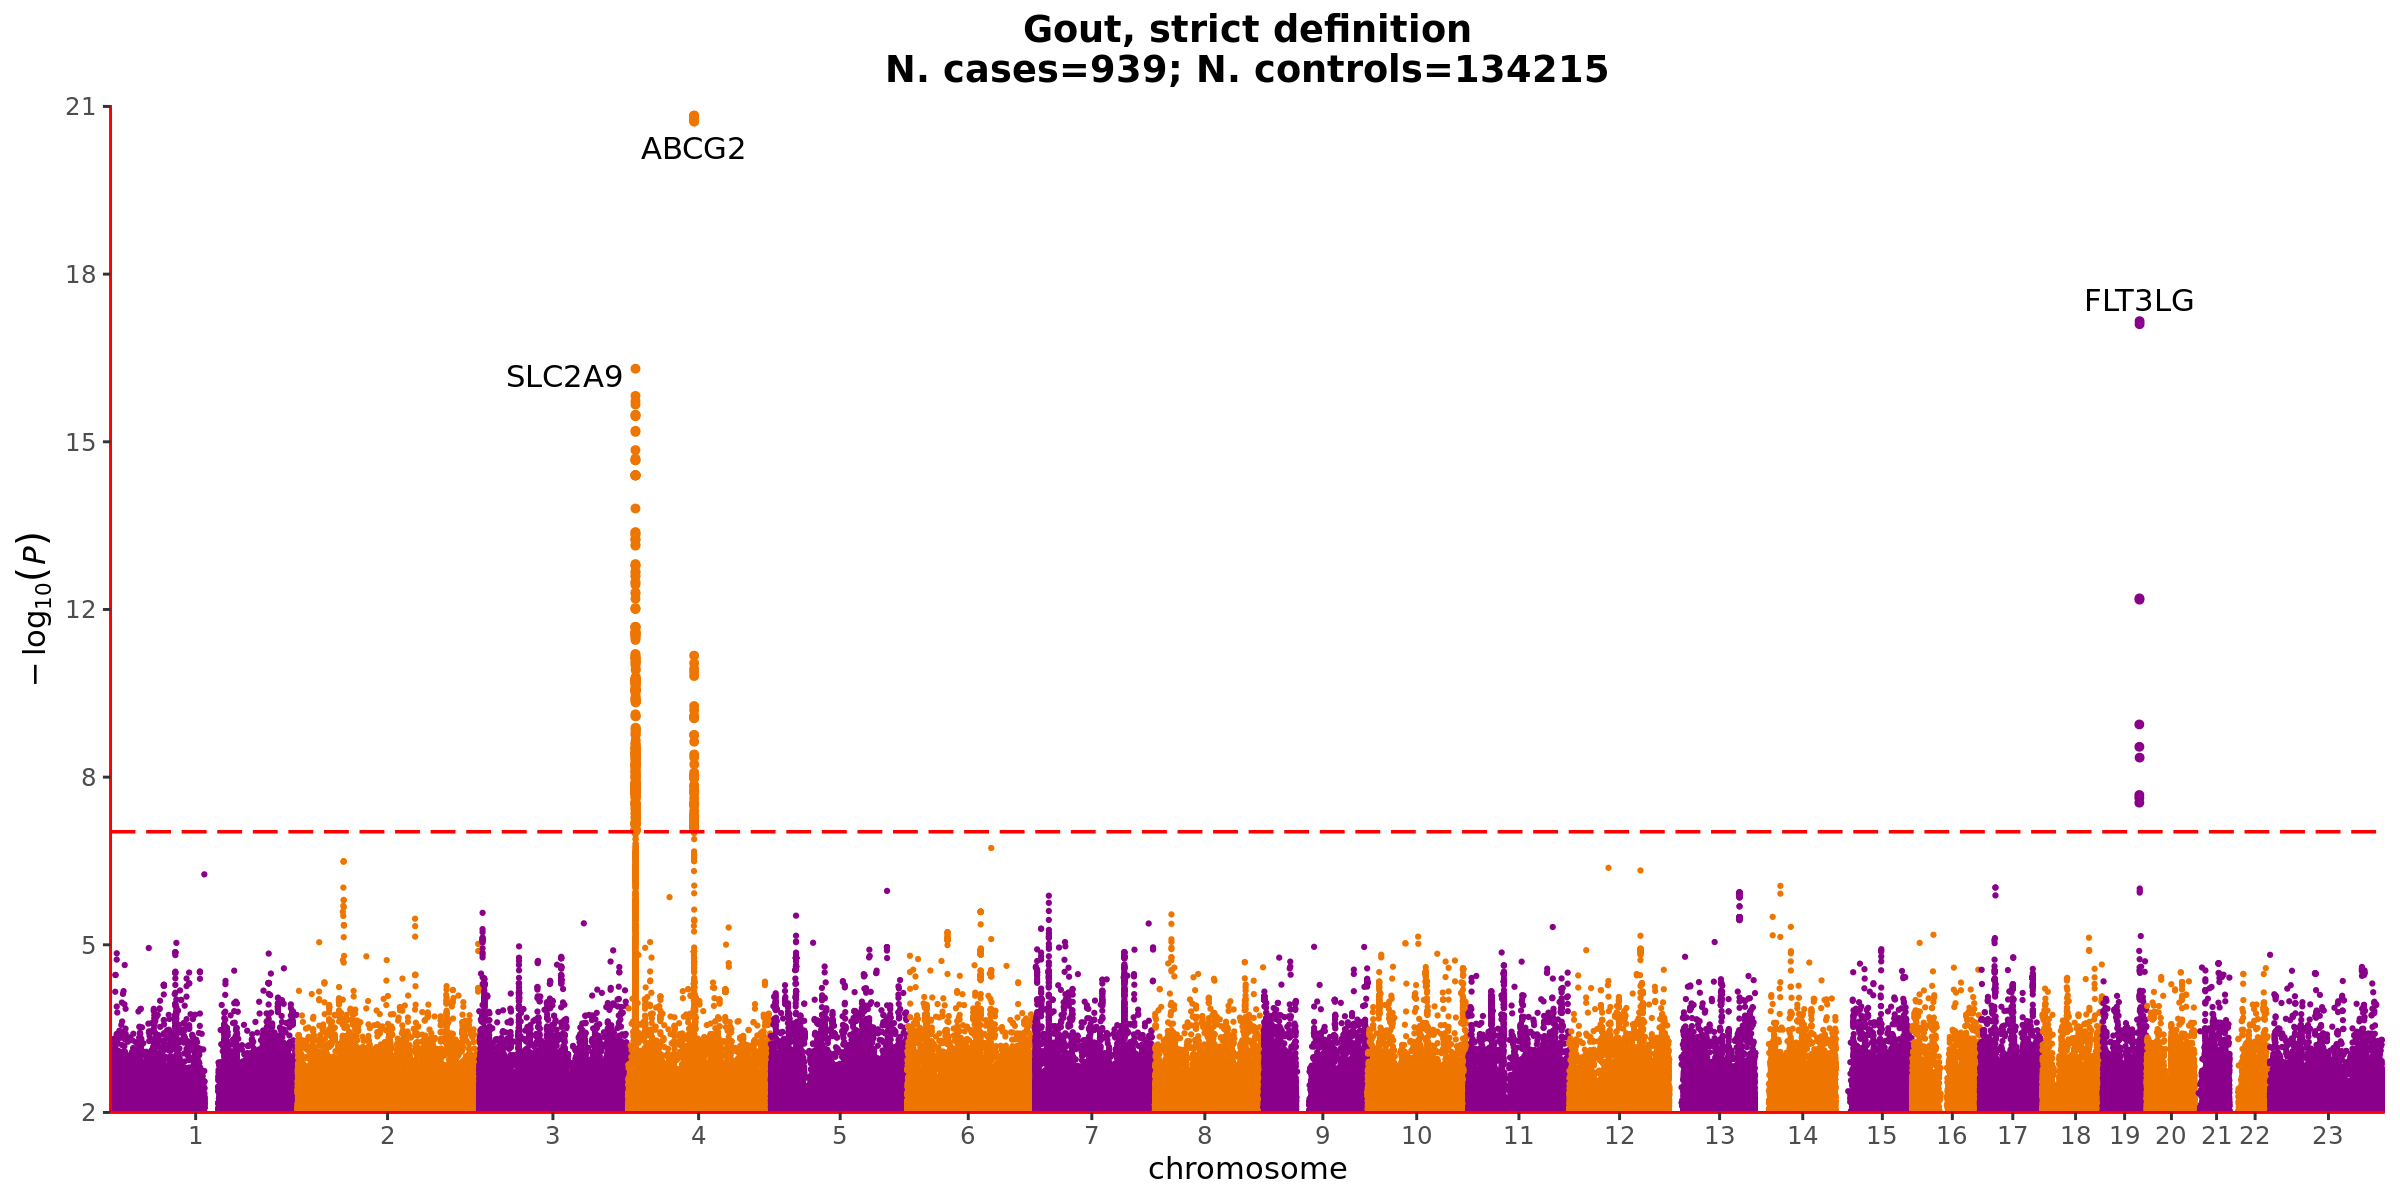 Gout, strict definition
N. cases=939; N. controls=134215
21
ABCG2
18
FLT3LG
SLC2A9
15
12
8
5
2
−log10(P)
1 2 3 4 5 6 7 8 9 10 11 12 13 14 15 16 17 18 19 20 21 22 23
chromosome